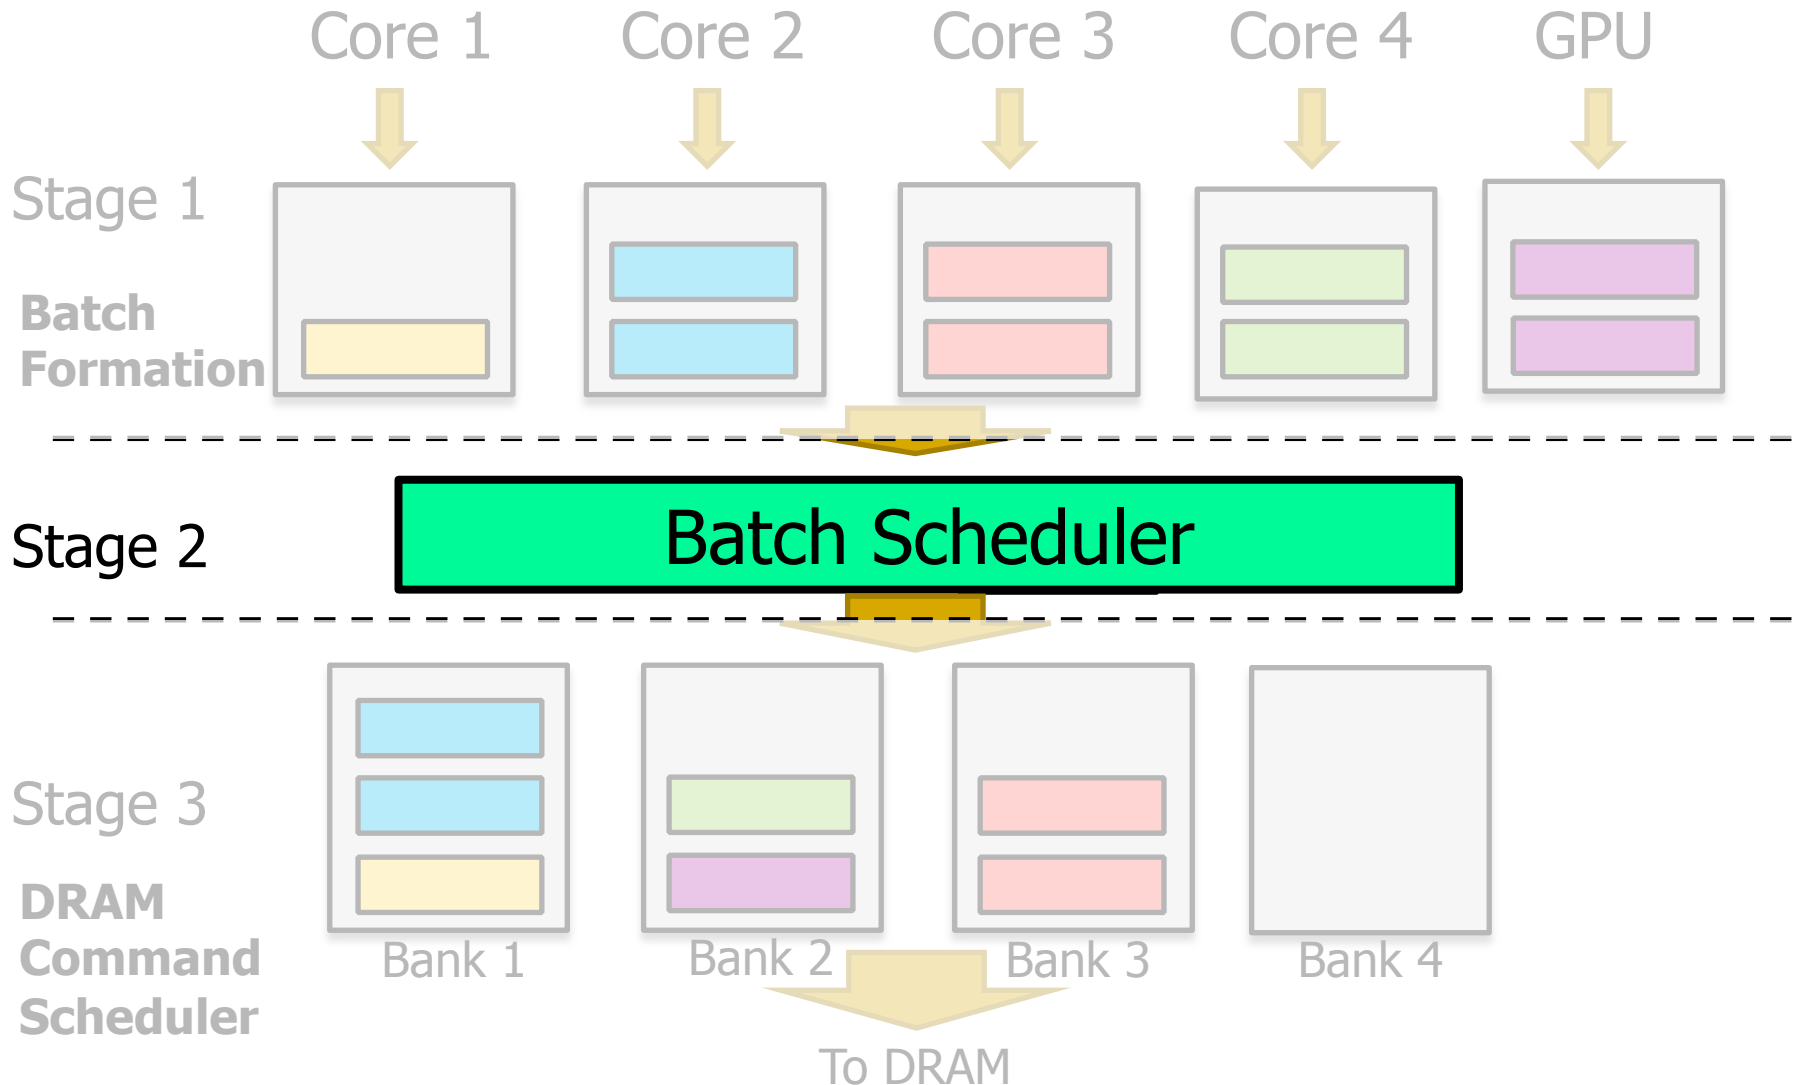 Core 1
Core 2
Core 3
Core 4
GPU
Stage 1
Batch
Formation
Stage 2
Batch Scheduler
Stage 3
DRAM
Command
Scheduler
Bank 1
Bank 2
Bank 3
Bank 4
To DRAM